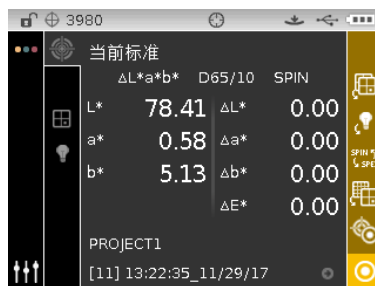 3980
当前标准
ΔL*a*b* D65/10 SPIN
L* 78.41 ΔL* 0.00
a* 0.58 Δa* 0.00
b* 5.13 Δb* 0.00
ΔE* 0.00
SPIN
SPE
PROJECT1
[11] 13:22:35_11/29/17